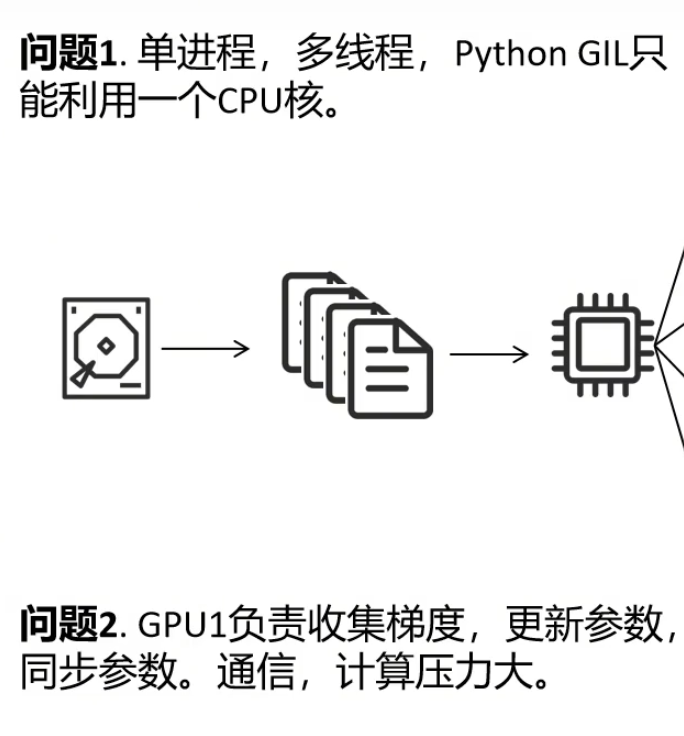 问题1. 单进程，多线程，Python GIL只
能利用一个CPU核。
问题2. GPU1负责收集梯度，更新参数，
同步参数。通信，计算压力大。